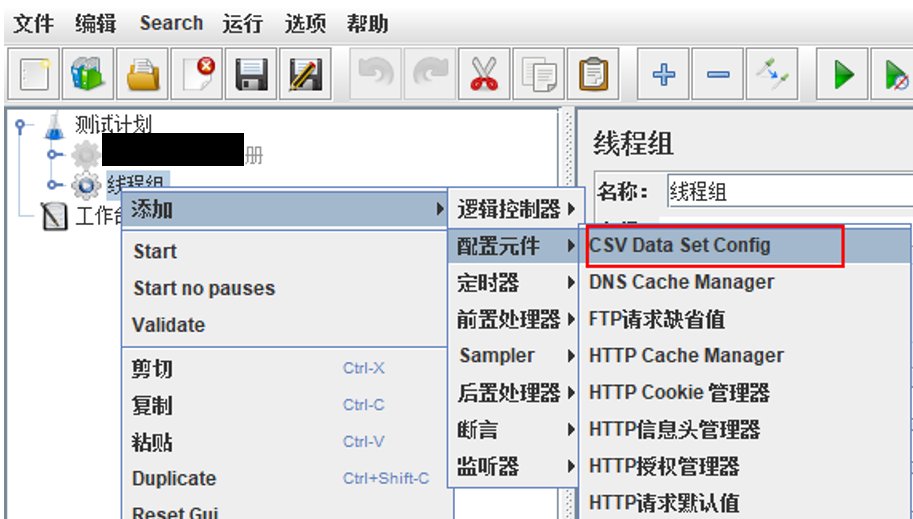 文件 编辑 Search 运行 选项 帮助
测试计划
册
线程组
工作台
线程组
名称： 线程组
添加
Start
Start no pauses
Validate
剪切 Ctrl-X
复制 Ctrl-C
粘贴 Ctrl-V
Duplicate Ctrl+Shift-C
Reset Gui
逻辑控制器
配置元件
定时器
前置处理器
Sampler
后置处理器
断言
监听器
CSV Data Set Config
DNS Cache Manager
FTP请求缺省值
HTTP Cache Manager
HTTP Cookie 管理器
HTTP信息头管理器
HTTP授权管理器
HTTP请求默认值